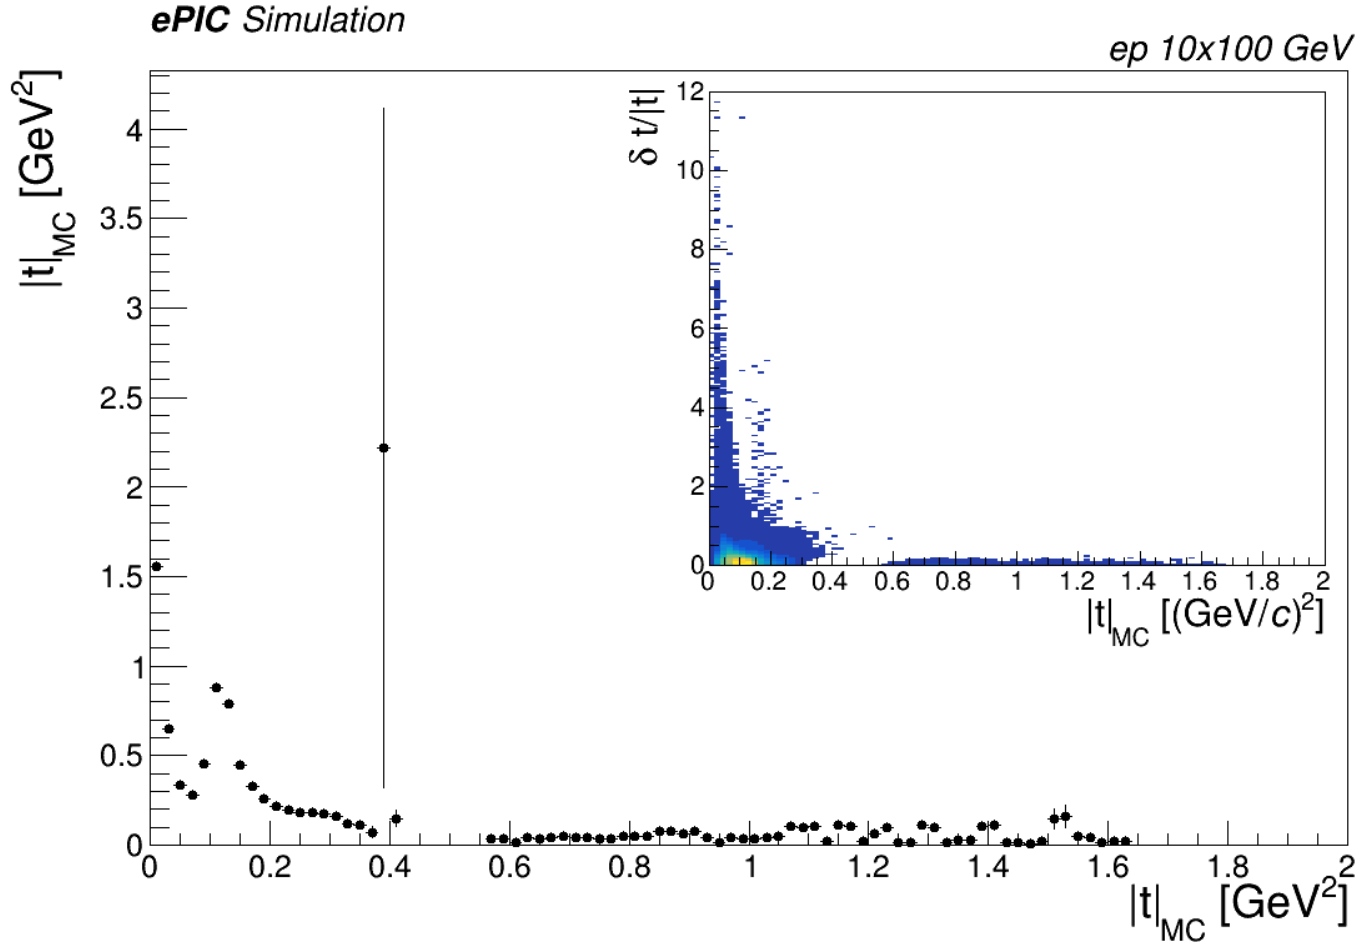 ePIC Simulation
ep 10x100 GeV
|t|MC [GeV2]
4
3.5
3
2.5
2
1.5
1
0.5
0
0 0.2 0.4 0.6 0.8 1 1.2 1.4 1.6 1.8 2
|t|MC [GeV2]
δ t/|t|
12
10
8
6
4
2
0
0 0.2 0.4 0.6 0.8 1 1.2 1.4 1.6 1.8 2
|t|MC [(GeV/c)2]